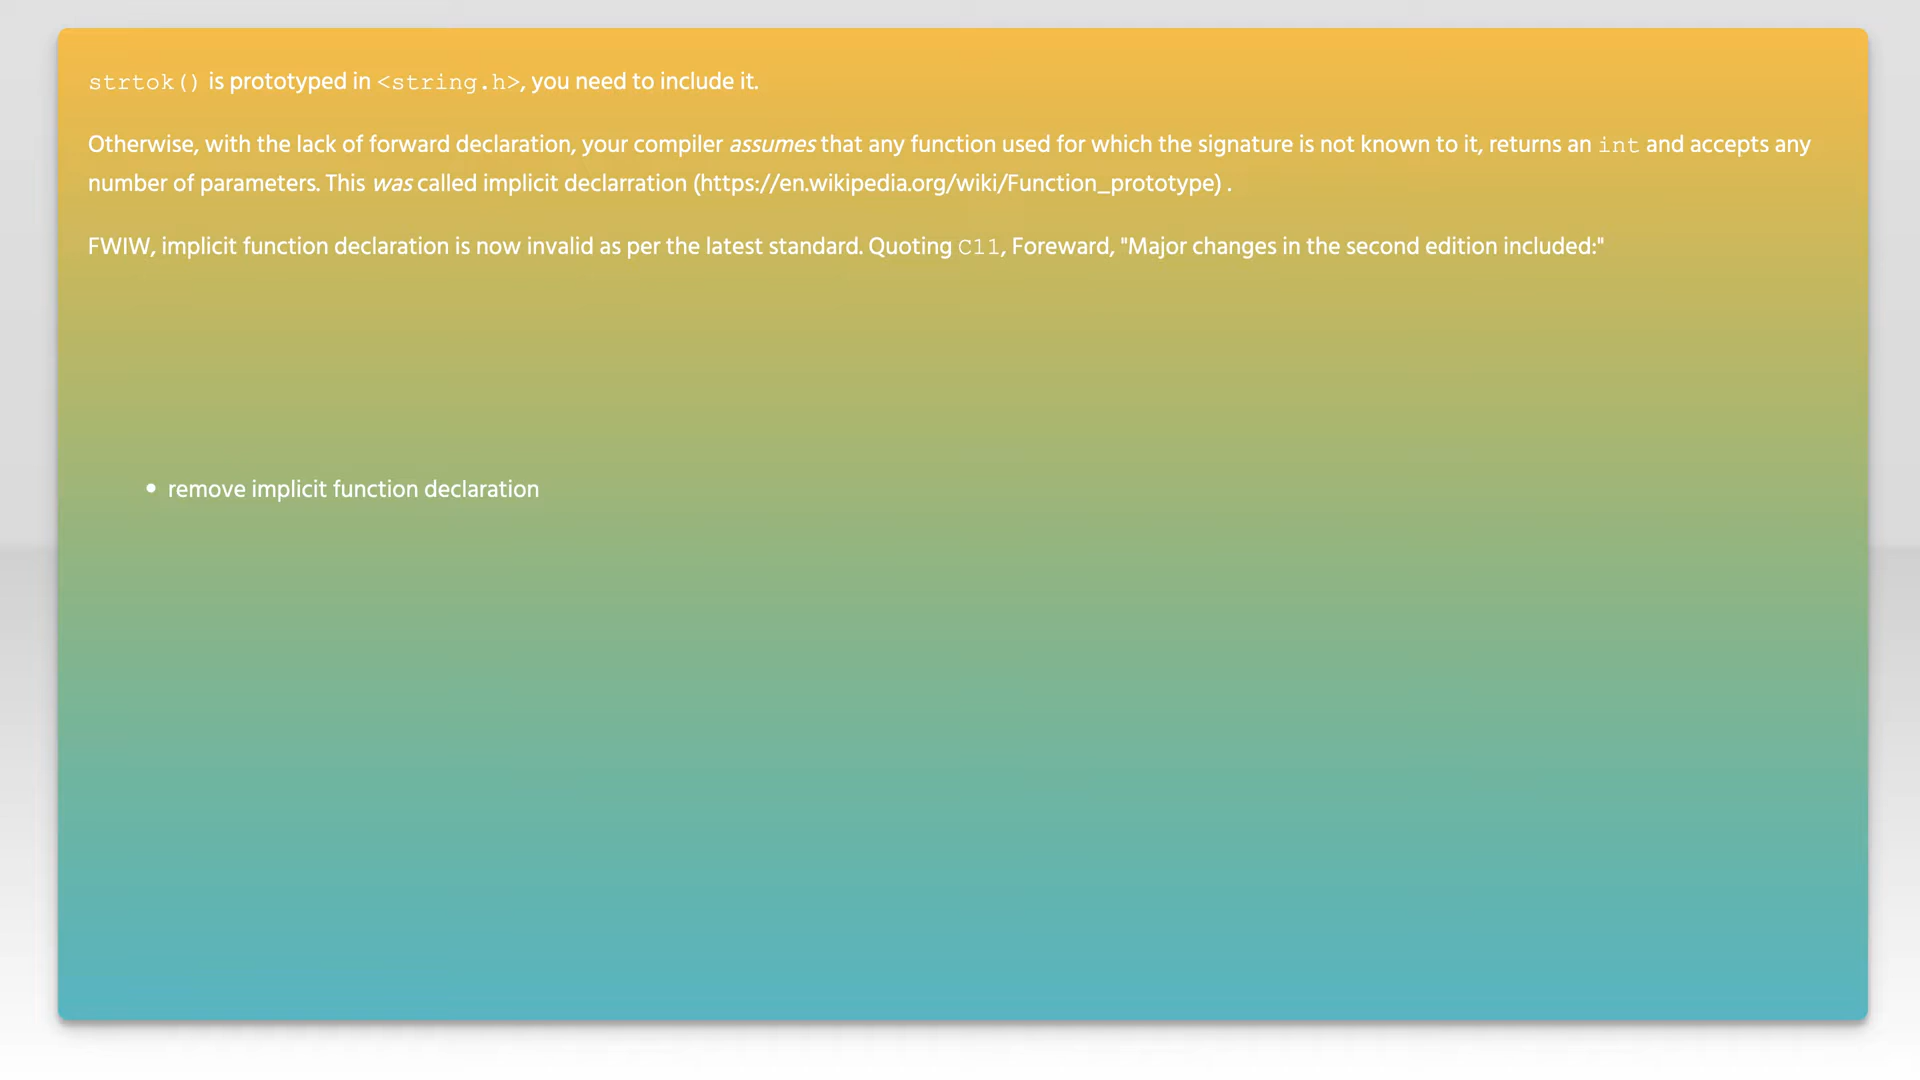 strtok() is prototyped in <string.h>, you need to include it.
Otherwise, with the lack of forward declaration, your compiler assumes that any function used for which the signature is not known to it, returns an int and accepts any
number of parameters. This was called implicit declarration (https://en.wikipedia.org/wiki/Function_prototype) .
FWIW, implicit function declaration is now invalid as per the latest standard. Quoting C11, Foreward, "Major changes in the second edition included:"
• remove implicit function declaration